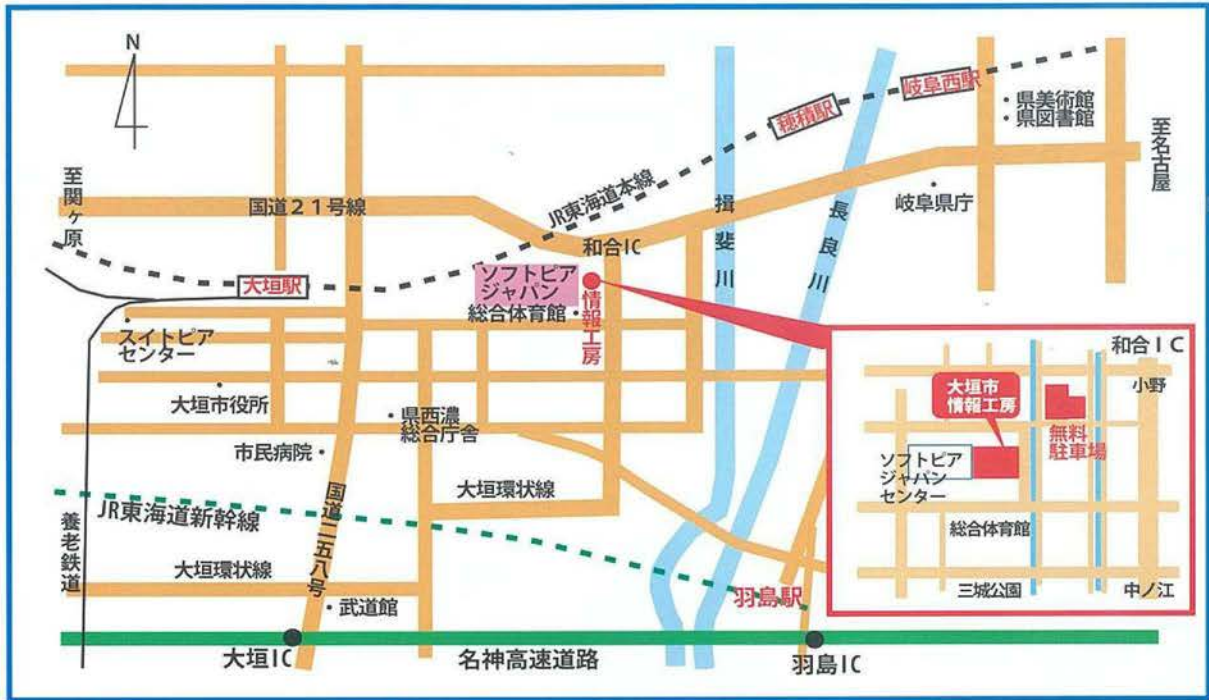 N
岐阜西駅
穂積駅
・県美術館
・県図書館
至名古屋
至関ヶ原
国道21号線
JR東海道本線
揖斐川
長良川
岐阜県庁
和合IC
大垣駅
ソフトピア
ジャパン
総合体育館
情報工房
スイトピア
センター
大垣市役所
・県西濃
総合庁舎
市民病院
国道二五八号
大垣環状線
JR東海道新幹線
養老鉄道
大垣環状線
・武道館
羽島駅
大垣IC
名神高速道路
羽島IC
和合IC
小野
大垣市
情報工房
無料
駐車場
ソフトピア
ジャパン
センター
総合体育館
三城公園
中ノ江